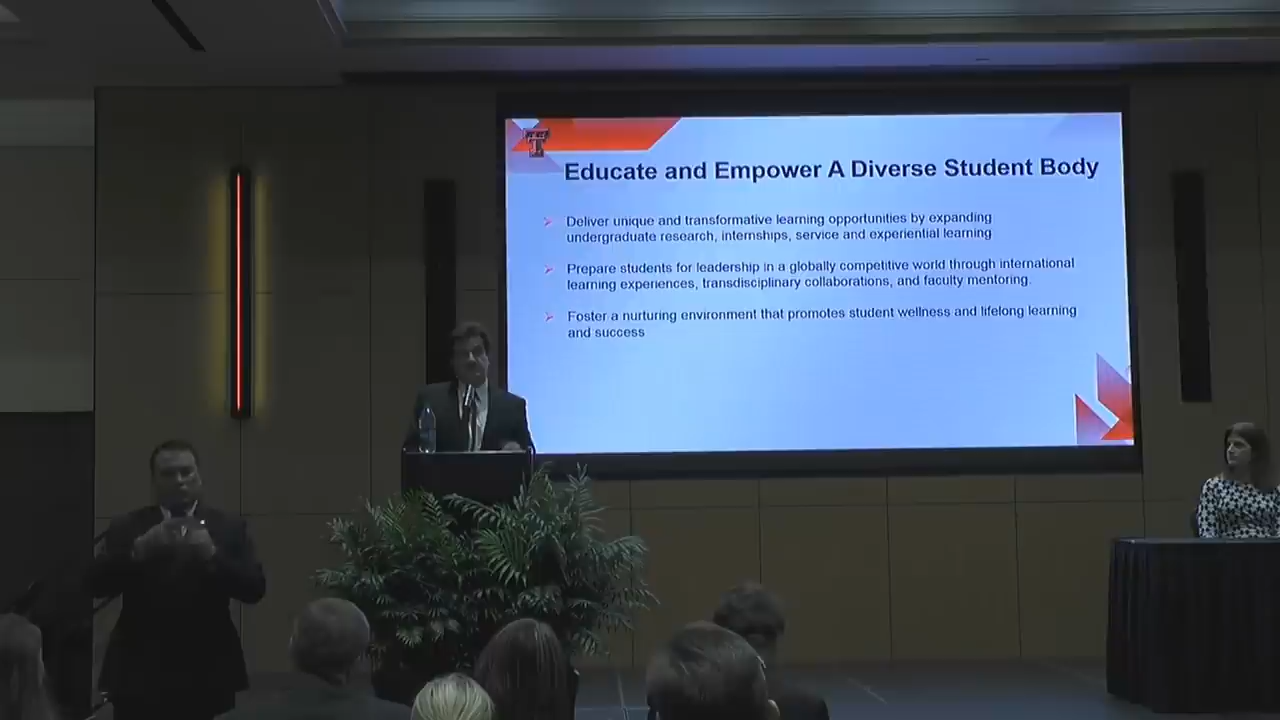 Educate and Empower A Diverse Student Body
Deliver unique and transformative learning opportunities by expanding
undergraduate research, internships, service and experiential learning
Prepare students for leadership in a globally competitive world through international
learning experiences, transdisciplinary collaborations, and faculty mentoring.
Foster a nurturing environment that promotes student wellness and lifelong learning
and success